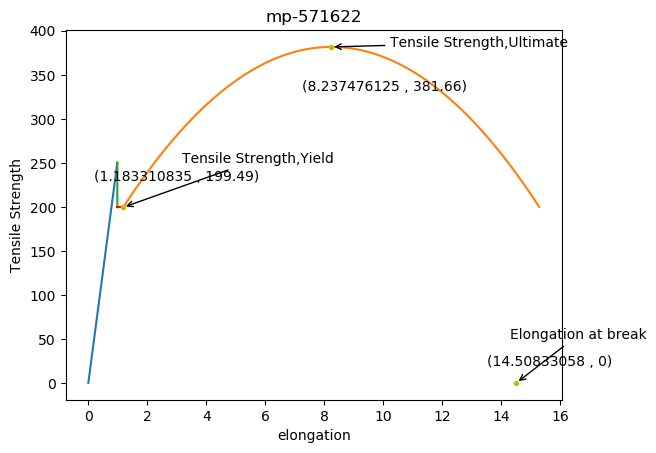 mp-571622
Tensile Strength,Ultimate
(8.237476125 , 381.66)
Tensile Strength,Yield
(1.183310835 , 199.49)
Elongation at break
(14.50833058 , 0)
Tensile Strength
400
350
300
250
200
150
100
50
0
0 2 4 6 8 10 12 14 16
elongation